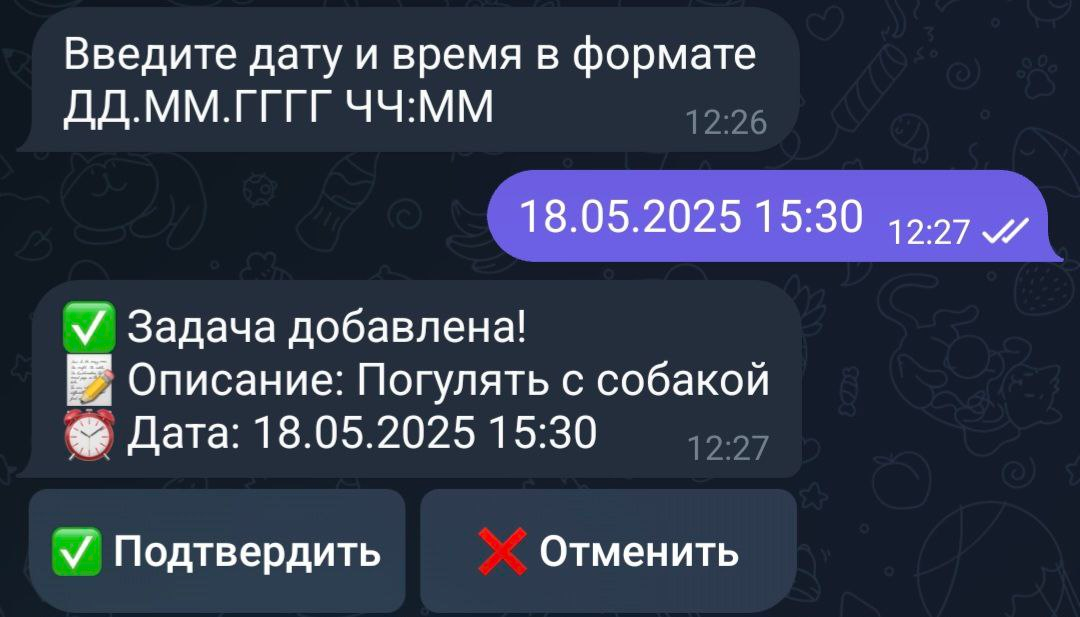 Введите дату и время в формате
ДД.ММ.ГГГГ ЧЧ:ММ
12:26
18.05.2025 15:30
12:27
✅ Задача добавлена!
📝 Описание: Погулять с собакой
⏰ Дата: 18.05.2025 15:30
12:27
✅ Подтвердить
❌ Отменить